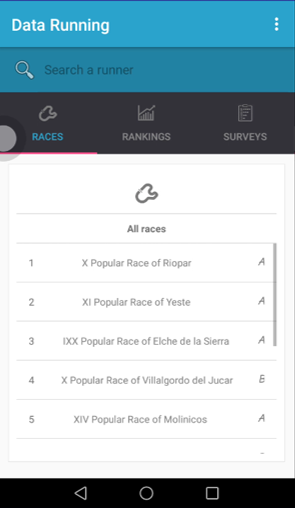 Data Running
Search a runner
RACES
RANKINGS
SURVEYS
All races
1 X Popular Race of Riopar A
2 XI Popular Race of Yeste A
3 IXX Popular Race of Elche de la Sierra A
4 X Popular Race of Villalgordo del Jucar B
5 XIV Popular Race of Molinicos A